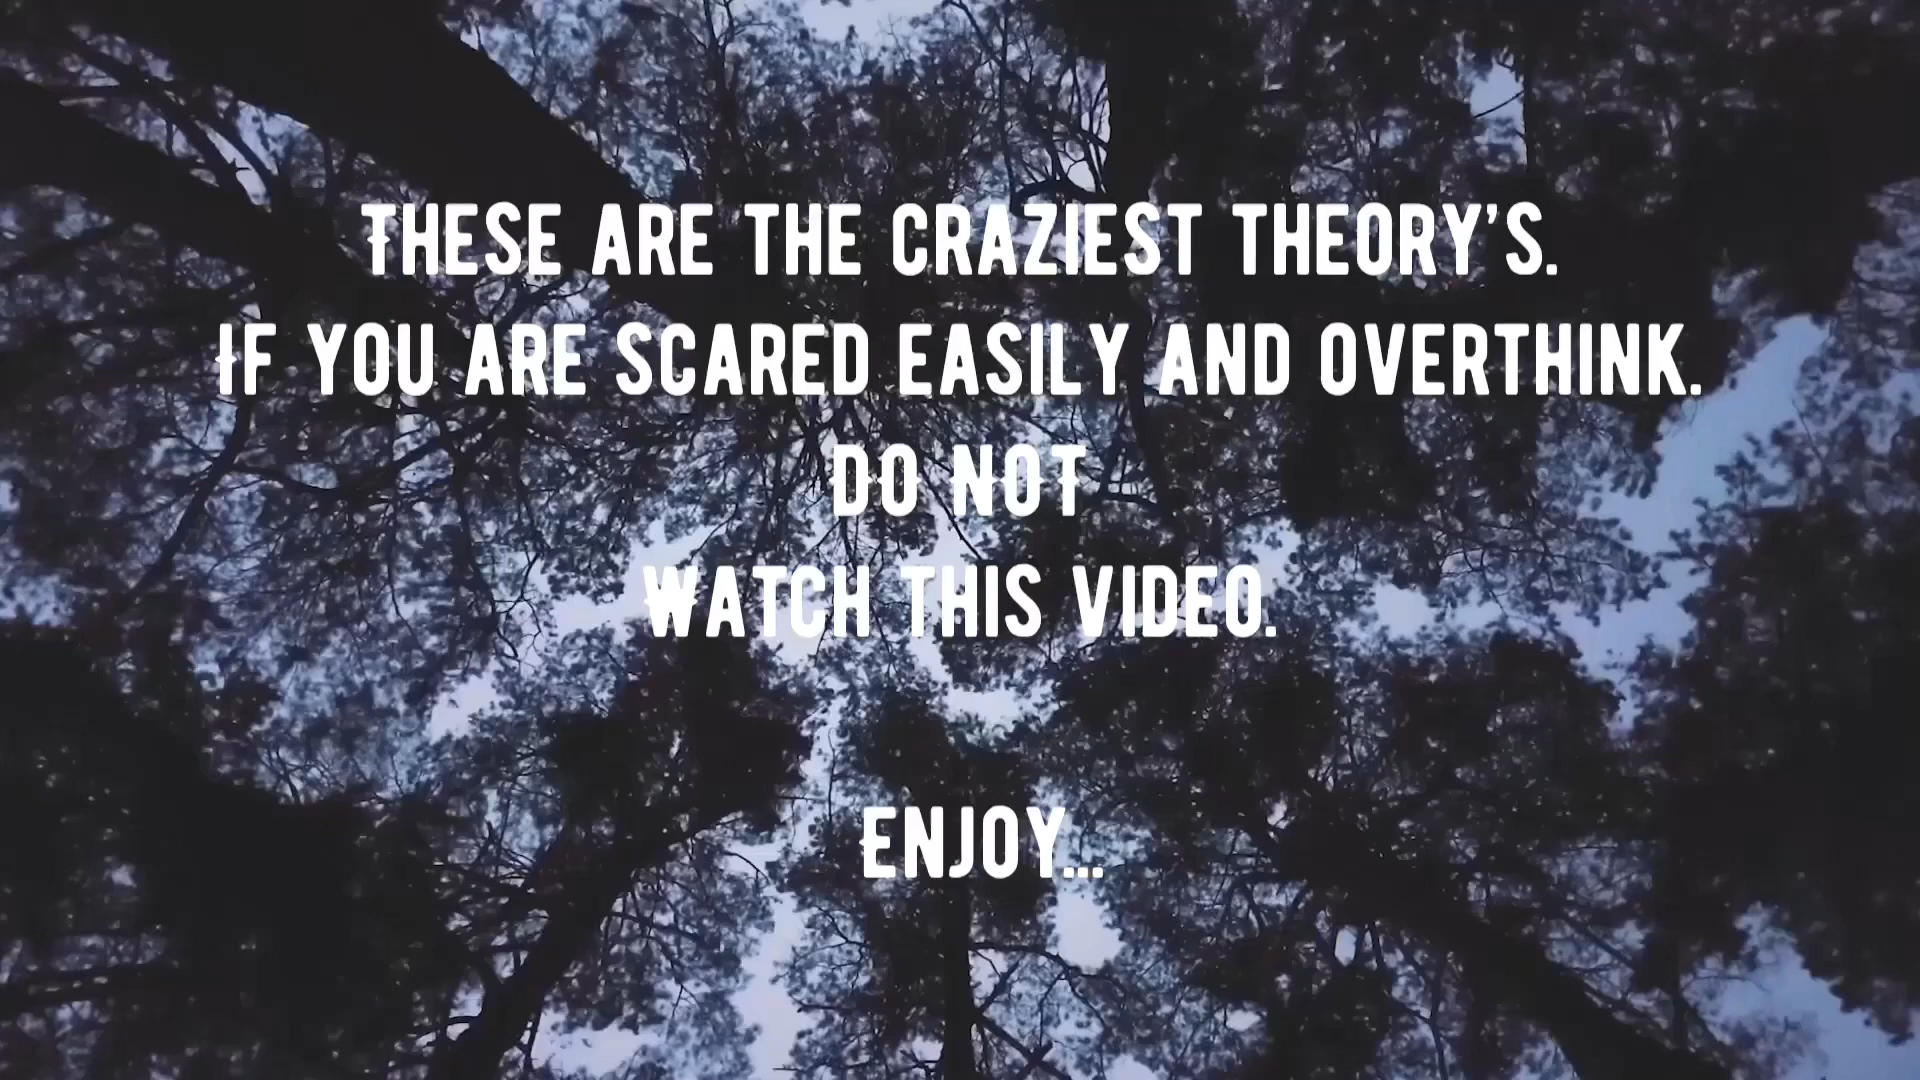 THESE ARE THE CRAZIEST THEORY'S.
IF YOU ARE SCARED EASILY AND OVERTHINK.
DO NOT
WATCH THIS VIDEO.
ENJOY...